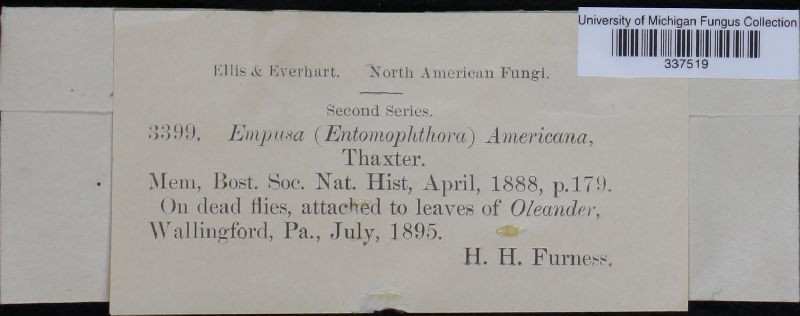 University of Michigan Fungus Collection
337519
Ellis & Everhart. North American Fungi.
Second Series.
3399. Empusa (Entomophthora) Americana,
Thaxter.
Mem, Bost. Soc. Nat. Hist, April, 1888, p.179.
On dead flies, attached to leaves of Oleander,
Wallingford, Pa., July, 1895.
H. H. Furness.